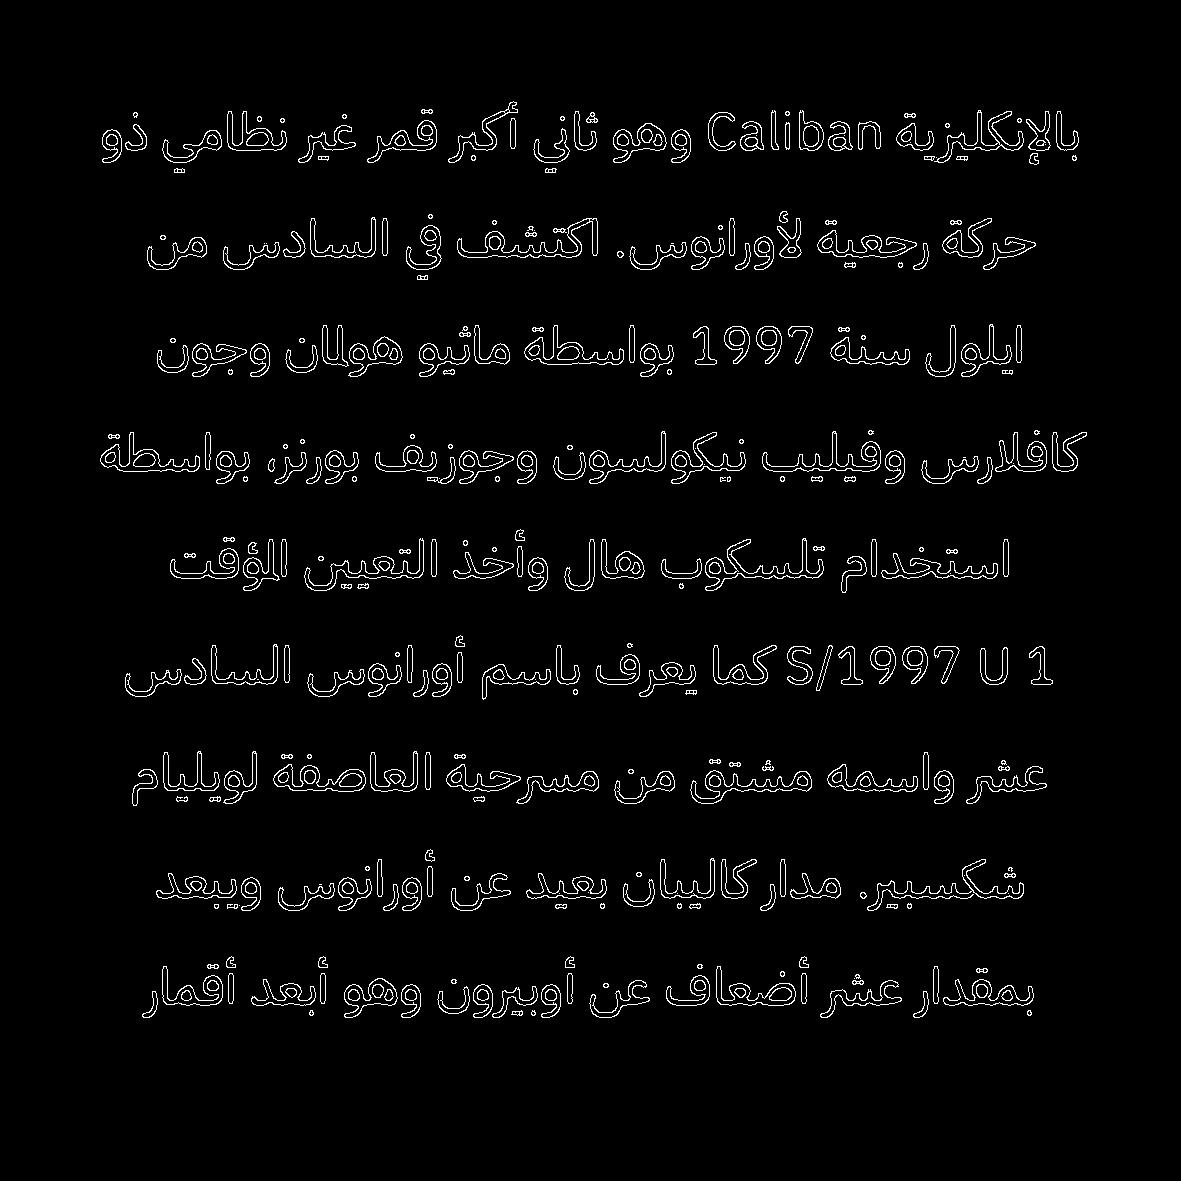 بالإنكليزية Caliban وهو ثاني أكبر قمر غير نظامي ذو
حركة رجعية لأورانوس. اكتشف في السادس من
ايلول سنة 1997 بواسطة ماثيو هولمان وجون
كافلارس وفيليب نيكولسون وجوزيف بورنز، بواسطة
استخدام تلسكوب هال وأخذ التعيين المؤقت
S/1997 U 1 كما يعرف باسم أورانوس السادس
عشر واسمه مشتق من مسرحية العاصفة لويليام
شكسبير. مدار كاليبان بعيد عن أورانوس ويبعد
بمقدار عشر أضعاف عن أوبيرون وهو أبعد أقمار